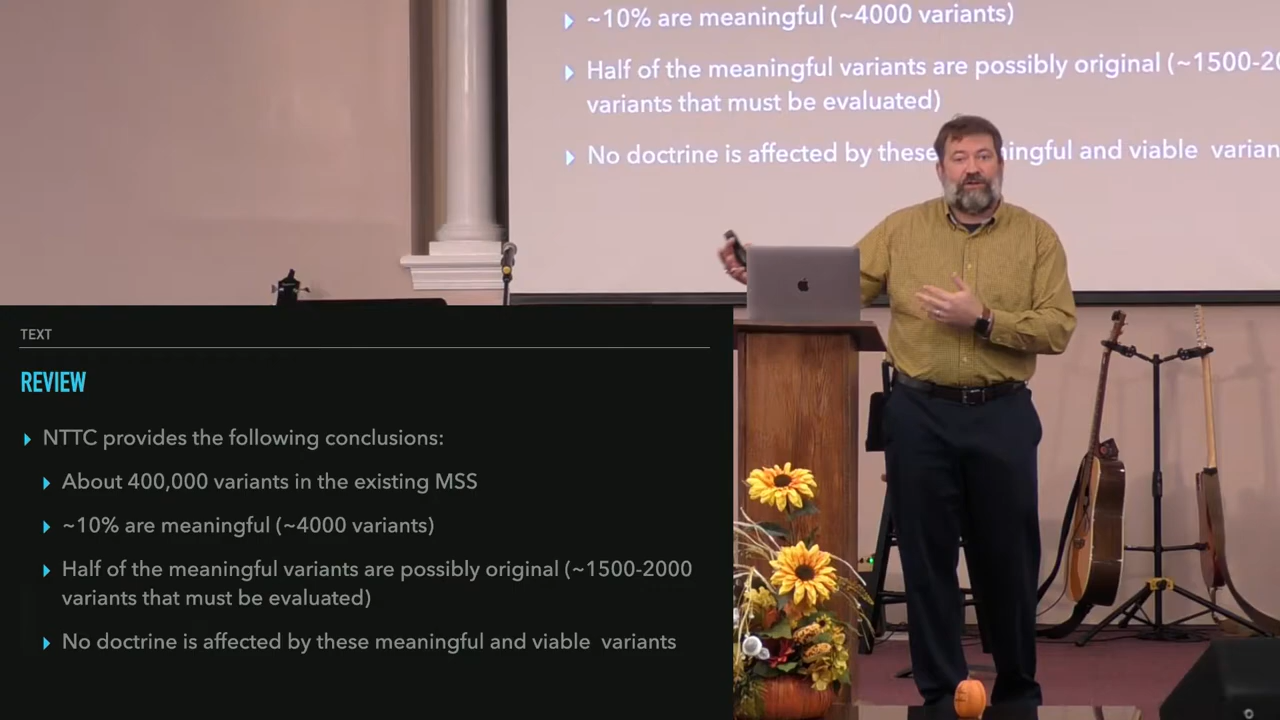 ~10% are meaningful (~4000 variants)
Half of the meaningful variants are possibly original (~1500-20
variants that must be evaluated)
No doctrine is affected by these ingful and viable varian
TEXT
REVIEW
NTTC provides the following conclusions:
About 400,000 variants in the existing MSS
~10% are meaningful (~4000 variants)
Half of the meaningful variants are possibly original (~1500-2000
variants that must be evaluated)
No doctrine is affected by these meaningful and viable variants